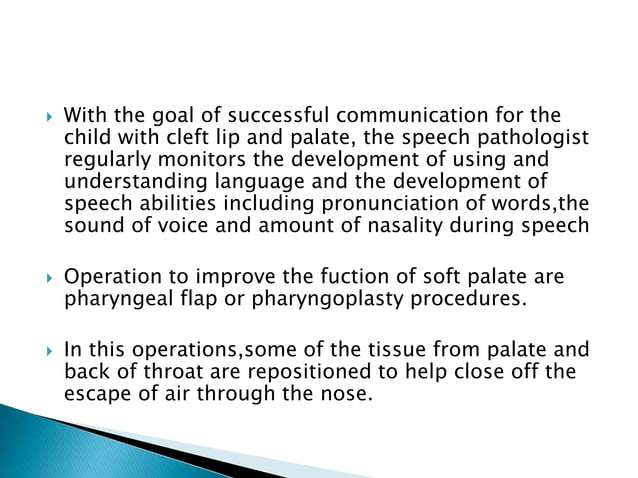 With the goal of successful communication for the
child with cleft lip and palate, the speech pathologist
regularly monitors the development of using and
understanding language and the development of
speech abilities including pronunciation of words,the
sound of voice and amount of nasality during speech
Operation to improve the fuction of soft palate are
pharyngeal flap or pharyngoplasty procedures.
In this operations,some of the tissue from palate and
back of throat are repositioned to help close off the
escape of air through the nose.